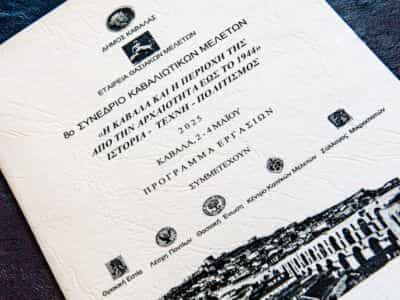 ΔΗΜΟΣ ΚΑΒΑΛΑΣ
ΕΤΑΙΡΕΙΑ ΘΑΣΙΑΚΩΝ ΜΕΛΕΤΩΝ
8ο ΣΥΝΕΔΡΙΟ ΚΑΒΑΛΙΩΤΙΚΩΝ ΜΕΛΕΤΩΝ
«Η ΚΑΒΑΛΑ ΚΑΙ Η ΠΕΡΙΟΧΗ ΤΗΣ
ΑΠΟ ΤΗΝ ΑΡΧΑΙΟΤΗΤΑ ΕΩΣ ΤΟ 1944»
ΙΣΤΟΡΙΑ - ΤΕΧΝΗ - ΠΟΛΙΤΙΣΜΟΣ
2025
ΚΑΒΑΛΑ, 2 - 4 ΜΑΪΟΥ
ΠΡΟΓΡΑΜΜΑ ΕΡΓΑΣΙΩΝ
ΣΥΜΜΕΤΕΧΟΥΝ
Θρακική Εστία Λέσχη Ποντίων Θασιακή Ένωση Κέντρο Κρητικών Μελετών Σύλλογος Μικρασιατών